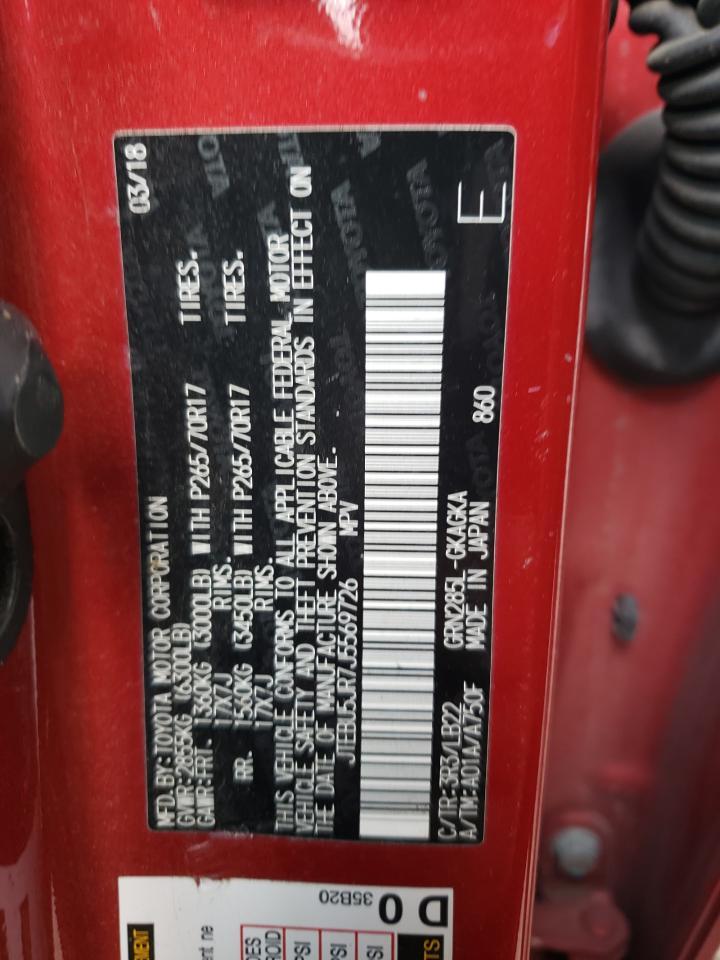 MFD.BY:TOYOTA MOTOR CORPORATION 03/18
GVWR:2855KG (6300LB)
GAWR:FRT. 1360KG (3000LB) WITH P265/70R17 TIRES.
17X7J RIMS.
RR. 1560KG (3450LB) WITH P265/70R17 TIRES.
17X7J RIMS.
THIS VEHICLE CONFORMS TO ALL APPLICABLE FEDERAL MOTOR
VEHICLE SAFETY AND THEFT PREVENTION STANDARDS IN EFFECT ON
THE DATE OF MANUFACTURE SHOWN ABOVE.
JTEBU5JR7J5569726 MPV
C/TR:3R3/LB22 GRN285L-GKAGKA 860
A/TM:EA01A/A750F MADE IN JAPAN E
35B20
D 0